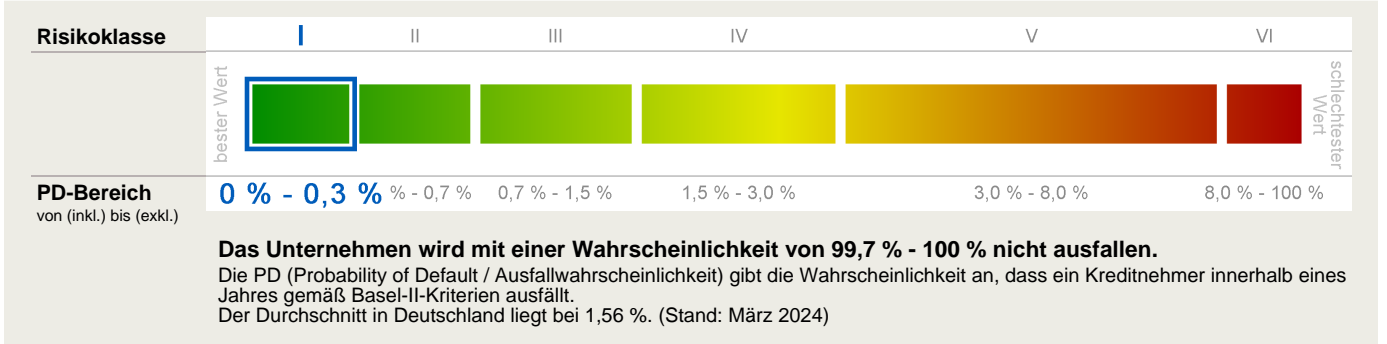 Risikoklasse I II III IV V VI
bester Wert
schlechtester
Wert
PD-Bereich 0 % - 0,3 % % - 0,7 % 0,7 % - 1,5 % 1,5 % - 3,0 % 3,0 % - 8,0 % 8,0 % - 100 %
von (inkl.) bis (exkl.)
Das Unternehmen wird mit einer Wahrscheinlichkeit von 99,7 % - 100 % nicht ausfallen.
Die PD (Probability of Default / Ausfallwahrscheinlichkeit) gibt die Wahrscheinlichkeit an, dass ein Kreditnehmer innerhalb eines
Jahres gemäß Basel-II-Kriterien ausfällt.
Der Durchschnitt in Deutschland liegt bei 1,56 %. (Stand: März 2024)